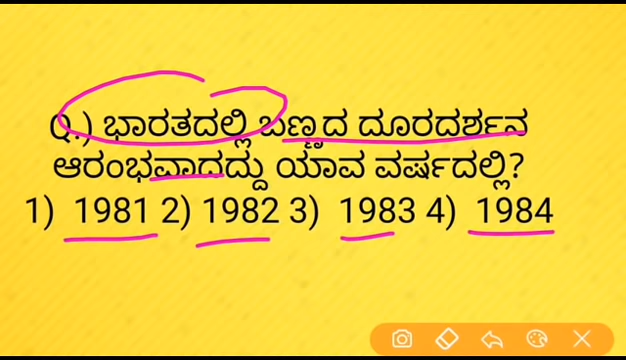 Q.) ಭಾರತದಲ್ಲಿ ಬಣ್ಣದ ದೂರದರ್ಶನ
ಆರಂಭವಾದದ್ದು ಯಾವ ವರ್ಷದಲ್ಲಿ?
1) 1981 2) 1982 3) 1983 4) 1984